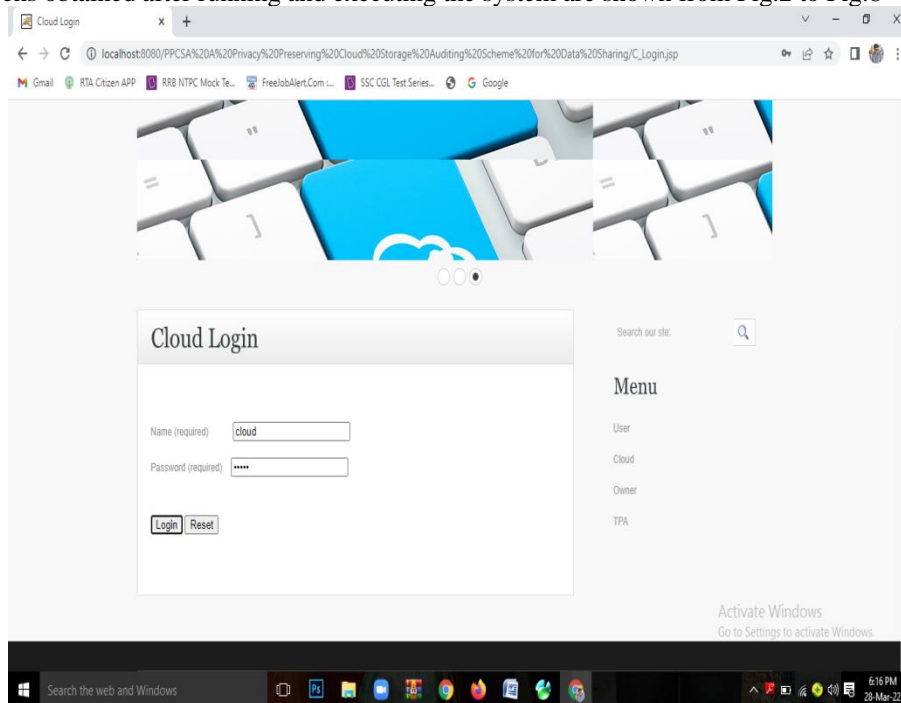 obtained after running and executing the system are shown from Fig.2 to Fig.8
Cloud Login
localhost:8080/PPCSA%20A%20Privacy%20Preserving%20Cloud%20Storage%20Auditing%20Scheme%20for%20Data%20Sharing/C_Login.jsp
Gmail RTA Citizen APP RRB NTPC Mock Te... FreeJobAlert.Com :... SSC CGL Test Series... Google
Cloud Login
Search our ste:
Menu
Name (required) cloud
User
Cloud
Password (required) •••••
Owner
Login Reset
TPA
Activate Windows
Go to Settings to activate Windows.
Search the web and Windows
Ps
6:16 PM
28-Mar-22